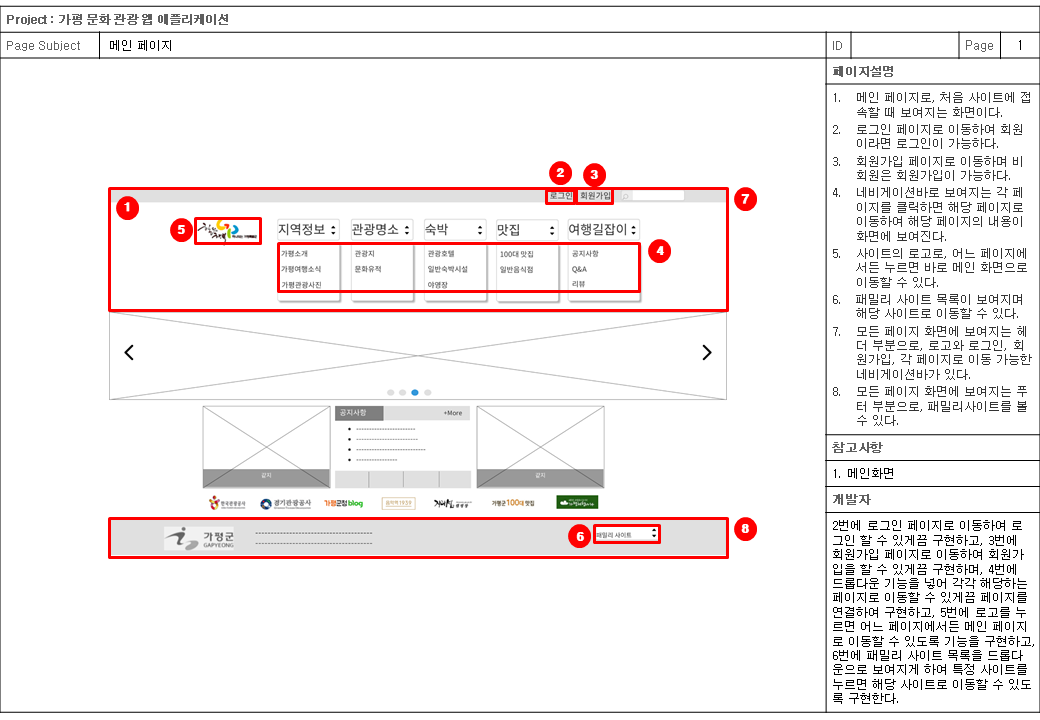 Project : 가평 문화 관광 웹 애플리케이션
Page Subject
메인 페이지
ID
Page
1
2
3
로그인
회원가입
1
7
5
지역정보
관광명소
숙박
맛집
여행길잡이
4
가평소개
관광지
관광호텔
100대 맛집
공지사항
가평여행소식
문화유적
일반숙박시설
일반음식점
Q&A
가평관광사진
야영장
리뷰
공지사항
+More
한국관광공사
경기관광공사
가평군청 blog
음악역 1939
가평군 100대 맛집
가평군
GAPYEONG
6
패밀리 사이트
8
페이지설명
1. 메인 페이지로, 처음 사이트에 접
속할 때 보여지는 화면이다.
2. 로그인 페이지로 이동하여 회원
이라면 로그인이 가능하다.
3. 회원가입 페이지로 이동하며 비
회원은 회원가입이 가능하다.
4. 네비게이션바로 보여지는 각 페
이지를 클릭하면 해당 페이지로
이동하여 해당 페이지의 내용이
화면에 보여진다.
5. 사이트의 로고로, 어느 페이지에
서든 누르면 바로 메인 화면으로
이동할 수 있다.
6. 패밀리 사이트 목록이 보여지며
해당 사이트로 이동할 수 있다.
7. 모든 페이지 화면에 보여지는 헤
더 부분으로, 로고와 로그인, 회
원가입, 각 페이지로 이동 가능한
네비게이션바가 있다.
8. 모든 페이지 화면에 보여지는 푸
터 부분으로, 패밀리사이트를 볼
수 있다.
참고사항
1. 메인화면
개발자
2번에 로그인 페이지로 이동하여 로
그인 할 수 있게끔 구현하고, 3번에
회원가입 페이지로 이동하여 회원가
입을 할 수 있게끔 구현하며, 4번에
드롭다운 기능을 넣어 각각 해당하는
페이지로 이동할 수 있게끔 페이지를
연결하여 구현하고, 5번에 로고를 누
르면 어느 페이지에서든 메인 페이지
로 이동할 수 있도록 기능을 구현하고,
6번에 패밀리 사이트 목록을 드롭다
운으로 보여지게 하여 특정 사이트를
누르면 해당 사이트로 이동할 수 있도
록 구현한다.